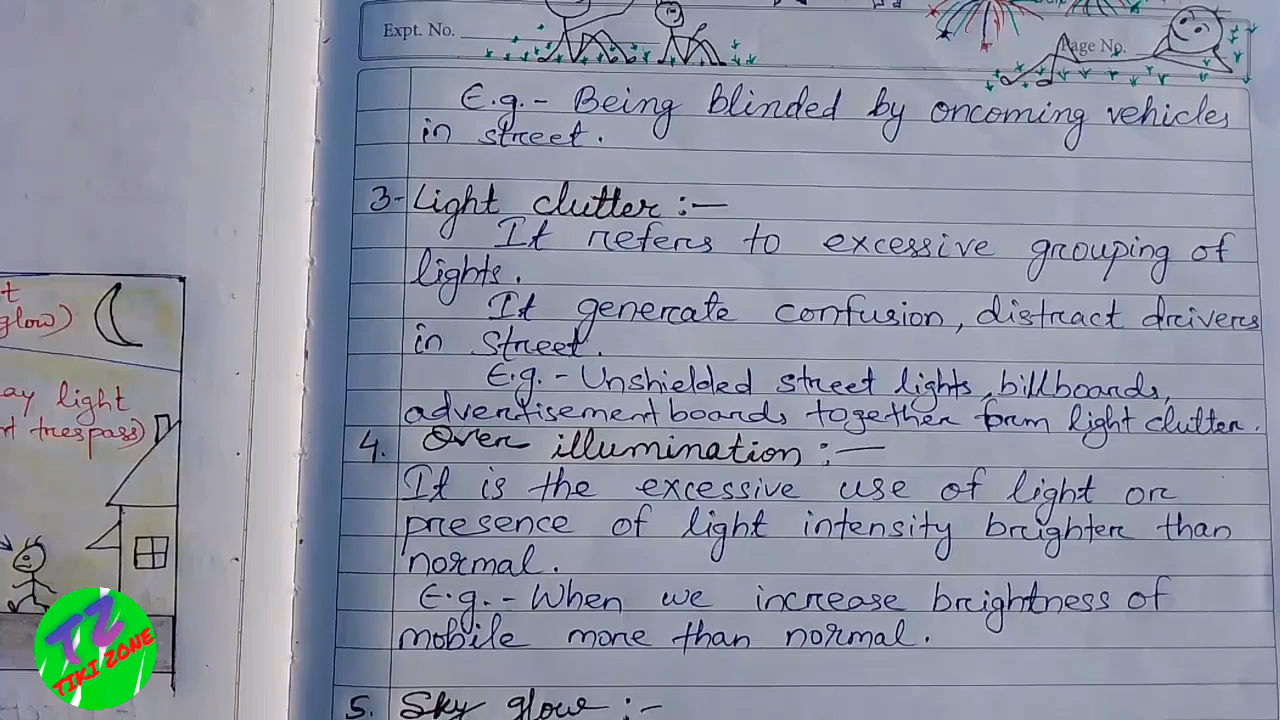 Expt. No.
Page No.
E.g. - Being blinded by oncoming vehicles
in street.
3- Light clutter :-
It refers to excessive grouping of
lights.
It generate confusion, distract drivers
in street.
E.g. - Unshielded street lights, billboards,
advertisement boards together form light clutter.
4. Over illumination :-
It is the excessive use of light or
presence of light intensity brighter than
normal.
E.g. - When we increase brightness of
mobile more than normal.
5. Sky glow :-
glow)
ay light
trespass)
TZ
TIKI ZONE